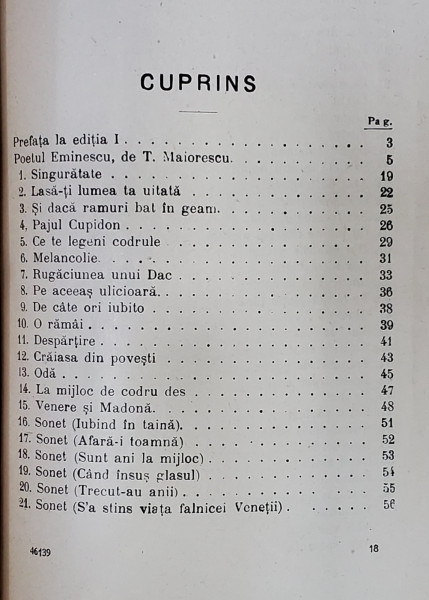 CUPRINS
Pag.
Prefața la ediția I . . . . . . . . . . . . . . . 3
Poetul Eminescu, de T. Maiorescu. . . . . . . . . . 5
1. Singurătate . . . . . . . . . . . . . . . 19
2. Lasă-ți lumea ta uitată . . . . . . . . . . . 22
3. Și dacă ramuri bat în geam. . . . . . . . . . 25
4. Pajul Cupidon . . . . . . . . . . . . . . 26
5. Ce te legeni codrule . . . . . . . . . . . . 29
6. Melancolie. . . . . . . . . . . . . . . . 31
7. Rugăciunea unui Dac . . . . . . . . . . . . 33
8. Pe aceeaș ulicioară. . . . . . . . . . . . . 36
9. De câte ori iubito . . . . . . . . . . . . . 38
10. O rămâi . . . . . . . . . . . . . . . . 39
11. Despărțire . . . . . . . . . . . . . . . 41
12. Crăiasa din povești . . . . . . . . . . . . 43
13. Odă . . . . . . . . . . . . . . . . . 45
14. La mijloc de codru des . . . . . . . . . . . 47
15. Venere și Madonă. . . . . . . . . . . . . 48
16. Sonet (Iubind în taină) . . . . . . . . . . . 51
17. Sonet (Afară-i toamnă) . . . . . . . . . . . 52
18. Sonet (Sunt ani la mijloc) . . . . . . . . . . 53
19. Sonet (Când însuș glasul) . . . . . . . . . . 54
20. Sonet (Trecut-au anii) . . . . . . . . . . . 55
21. Sonet (S'a stins viața falnicei Veneții) . . . . . . 56
46139 18